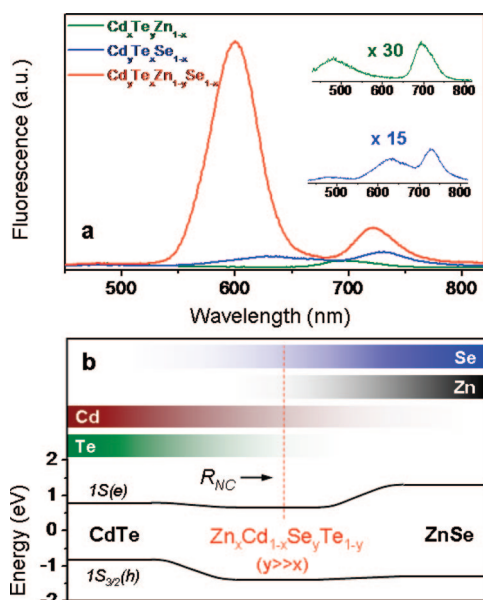 CdxTeyZn1-x
CdyTexSe1-x
CdyTexZn1-ySe1-x
x 30
500 600 700 800
x 15
500 600 700 800
Fluorescence (a.u.)
a
500 600 700 800
Wavelength (nm)
b
Se
Zn
Cd
Te
2
1
0
-1
-2
Energy (eV)
1S(e)
RNC
CdTe
ZnxCd1-xSeyTe1-y
ZnSe
(y>>x)
1S3/2(h)